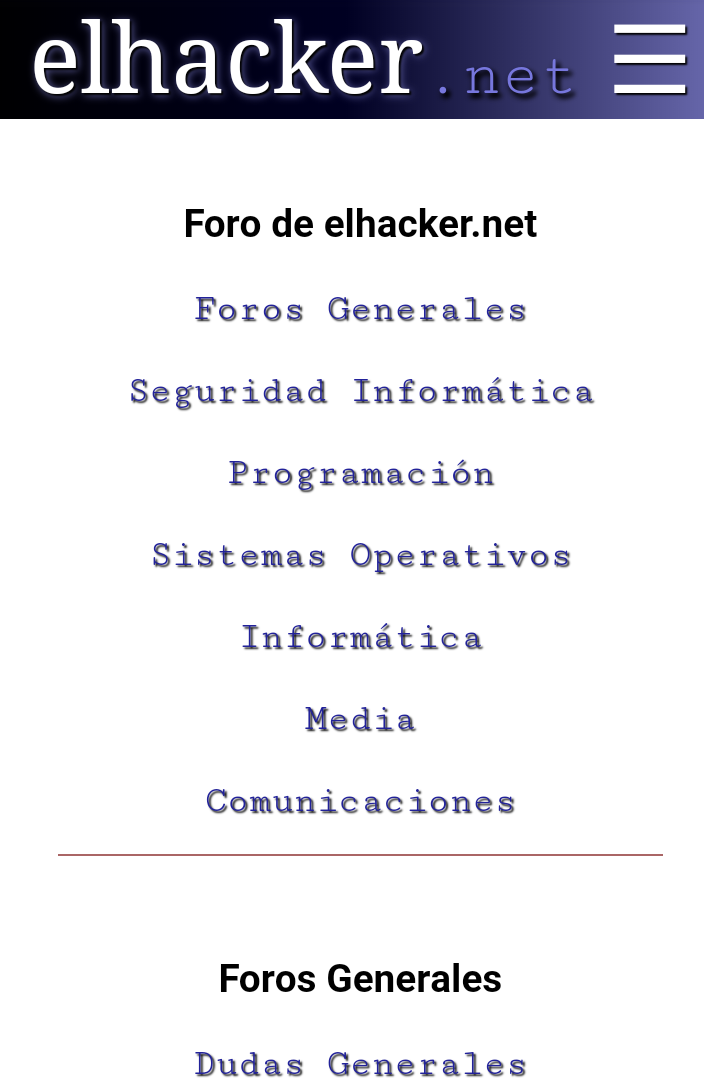 elhacker.net
Foro de elhacker.net
Foros Generales
Seguridad Informática
Programación
Sistemas Operativos
Informática
Media
Comunicaciones
Foros Generales
Dudas Generales